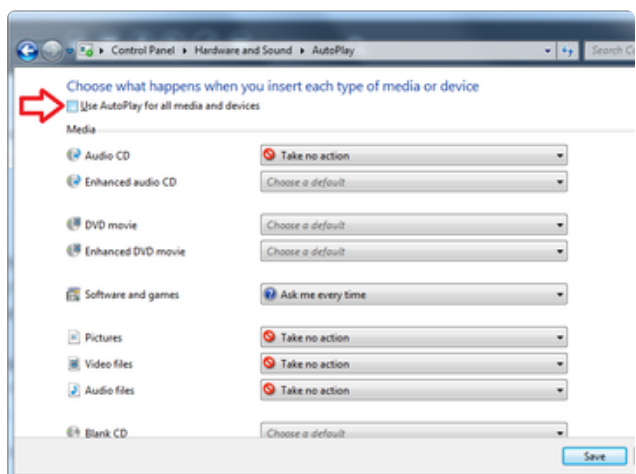 Control Panel ▸ Hardware and Sound ▸ AutoPlay
Search Co
Choose what happens when you insert each type of media or device
Use AutoPlay for all media and devices
Media
Audio CD Take no action
Enhanced audio CD Choose a default
DVD movie Choose a default
Enhanced DVD movie Choose a default
Software and games Ask me every time
Pictures Take no action
Video files Take no action
Audio files Take no action
Blank CD Choose a default
Save